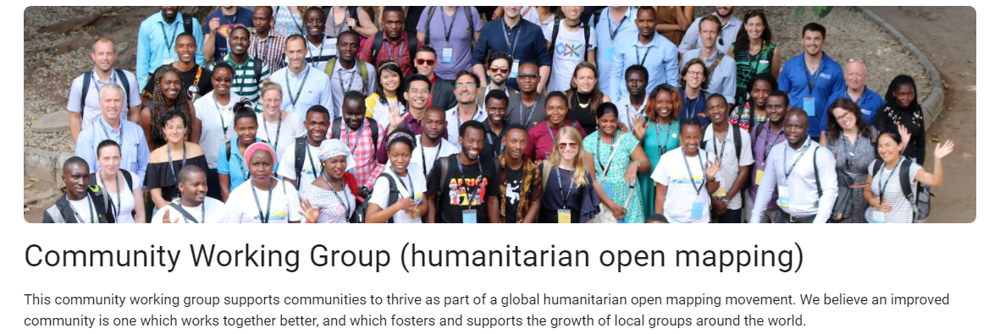 AFRICA
Community Working Group (humanitarian open mapping)
This community working group supports communities to thrive as part of a global humanitarian open mapping movement. We believe an improved
community is one which works together better, and which fosters and supports the growth of local groups around the world.